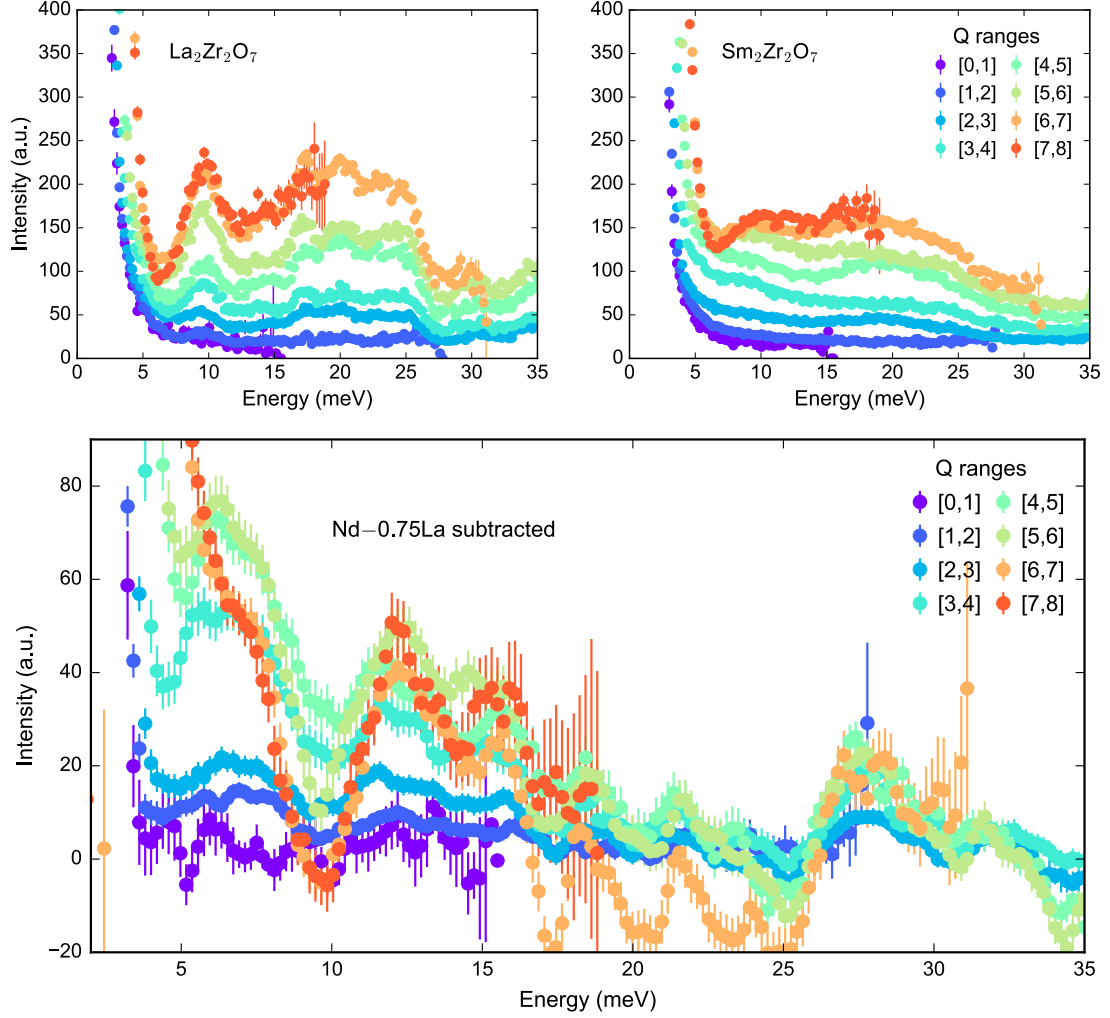 400
350
300
250
200
150
100
50
0
Intensity (a.u.)
La₂Zr₂O₇
0 5 10 15 20 25 30 35
Energy (meV)
400
350
300
250
200
150
100
50
0
Sm₂Zr₂O₇
Q ranges
[0,1] [4,5]
[1,2] [5,6]
[2,3] [6,7]
[3,4] [7,8]
0 5 10 15 20 25 30 35
Energy (meV)
80
60
40
20
0
−20
Intensity (a.u.)
Nd−0.75La subtracted
Q ranges
[0,1] [4,5]
[1,2] [5,6]
[2,3] [6,7]
[3,4] [7,8]
5 10 15 20 25 30 35
Energy (meV)